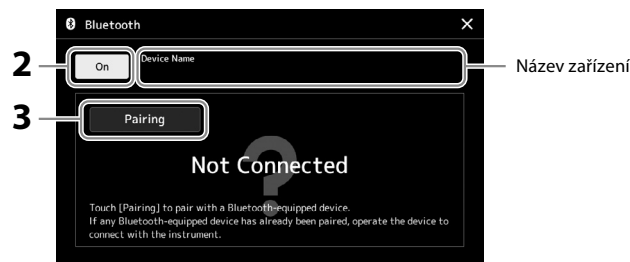 Bluetooth
2
On
Device Name
Název zařízení
3
Pairing
Not Connected
Touch [Pairing] to pair with a Bluetooth-equipped device.
If any Bluetooth-equipped device has already been paired, operate the device to
connect with the instrument.